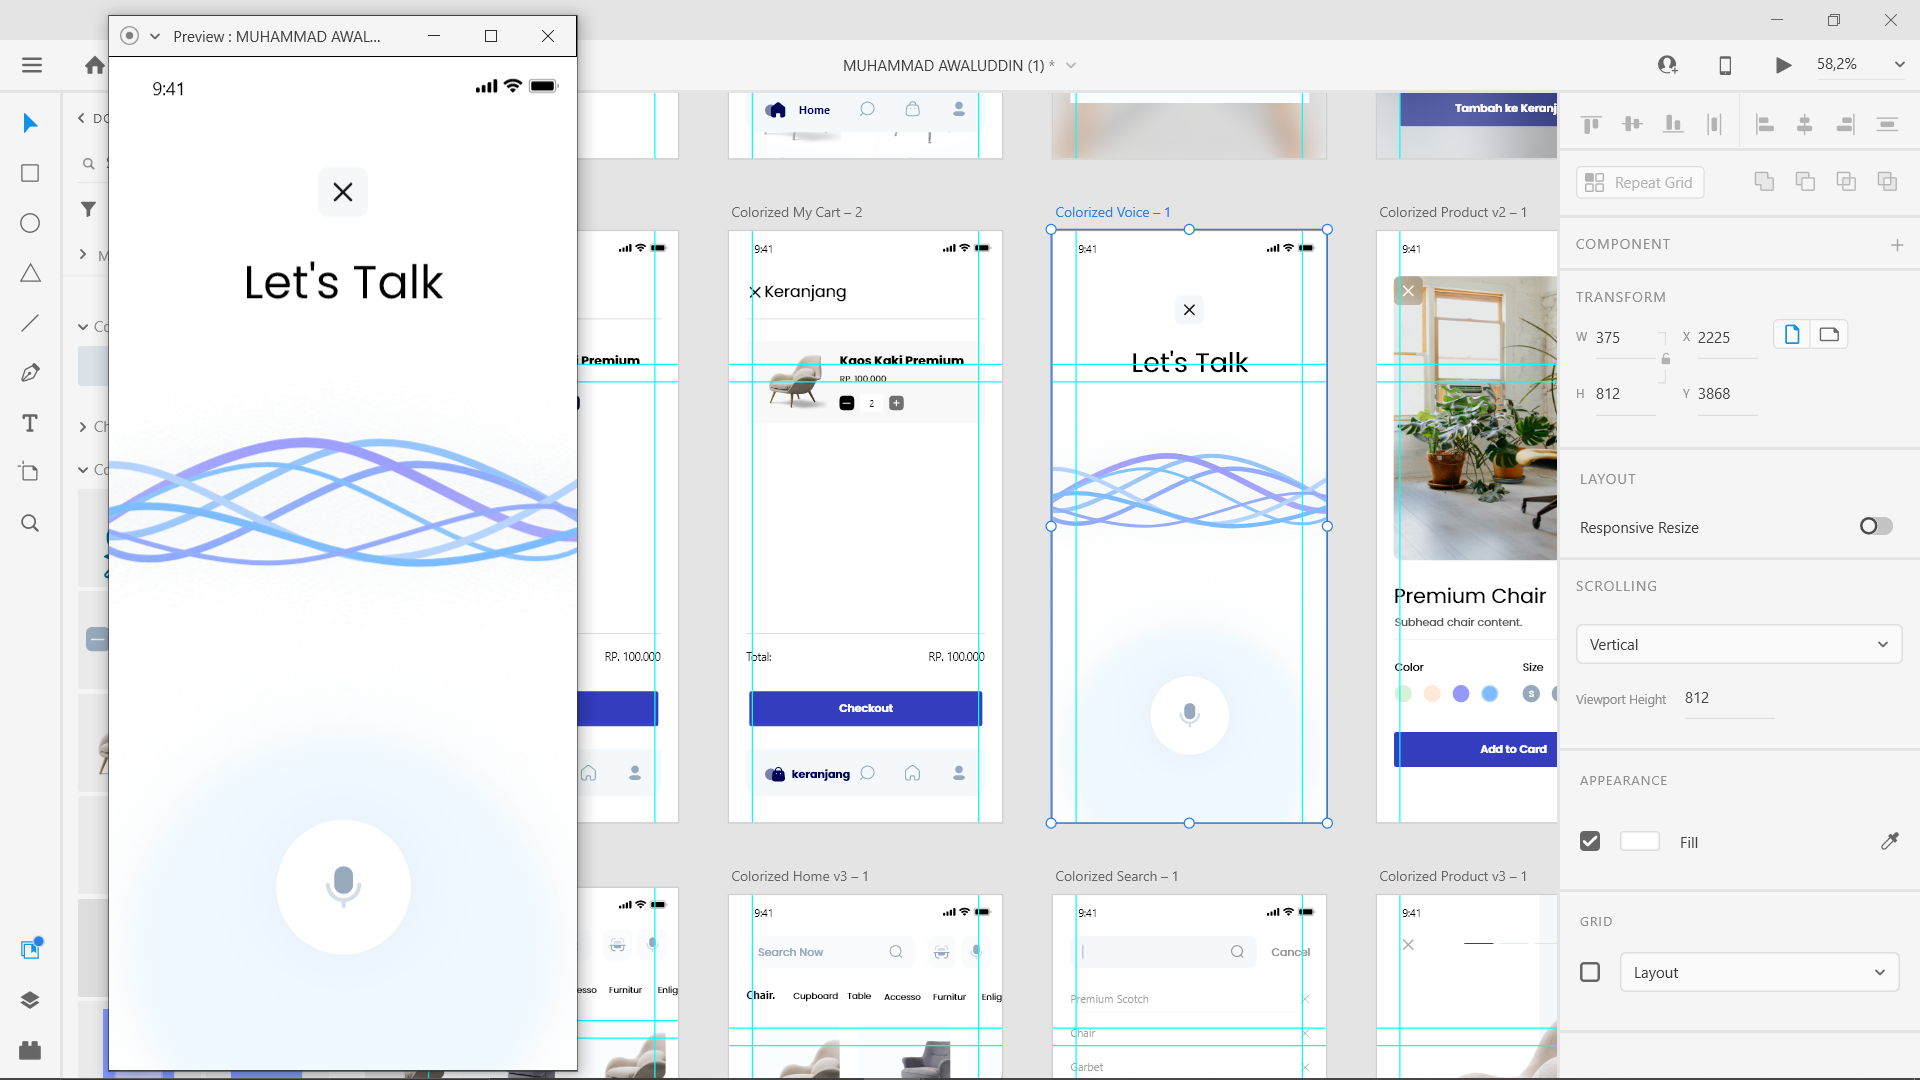 Preview : MUHAMMAD AWAL...
MUHAMMAD AWALUDDIN (1) *
58,2%
9:41
Let's Talk
Home
Tambah ke Keranj
Colorized My Cart – 2
9:41
Keranjang
Kaos Kaki Premium
RP. 100.000
2
Total:
RP. 100.000
Checkout
keranjang
Premium
RP. 100.000
Colorized Voice – 1
9:41
Let's Talk
Colorized Product v2 – 1
9:41
Premium Chair
Subhead chair content.
Color
Size
S
Add to Card
Colorized Home v3 – 1
9:41
Search Now
Chair.
Cupboard
Table
Accesso
Furnitur
Enlig
esso
Furnitur
Enlig
Colorized Search – 1
9:41
Cancel
Premium Scotch
Chair
Garbet
Colorized Product v3 – 1
9:41
Repeat Grid
COMPONENT
TRANSFORM
W 375
X 2225
H 812
Y 3868
LAYOUT
Responsive Resize
SCROLLING
Vertical
Viewport Height 812
APPEARANCE
Fill
GRID
Layout